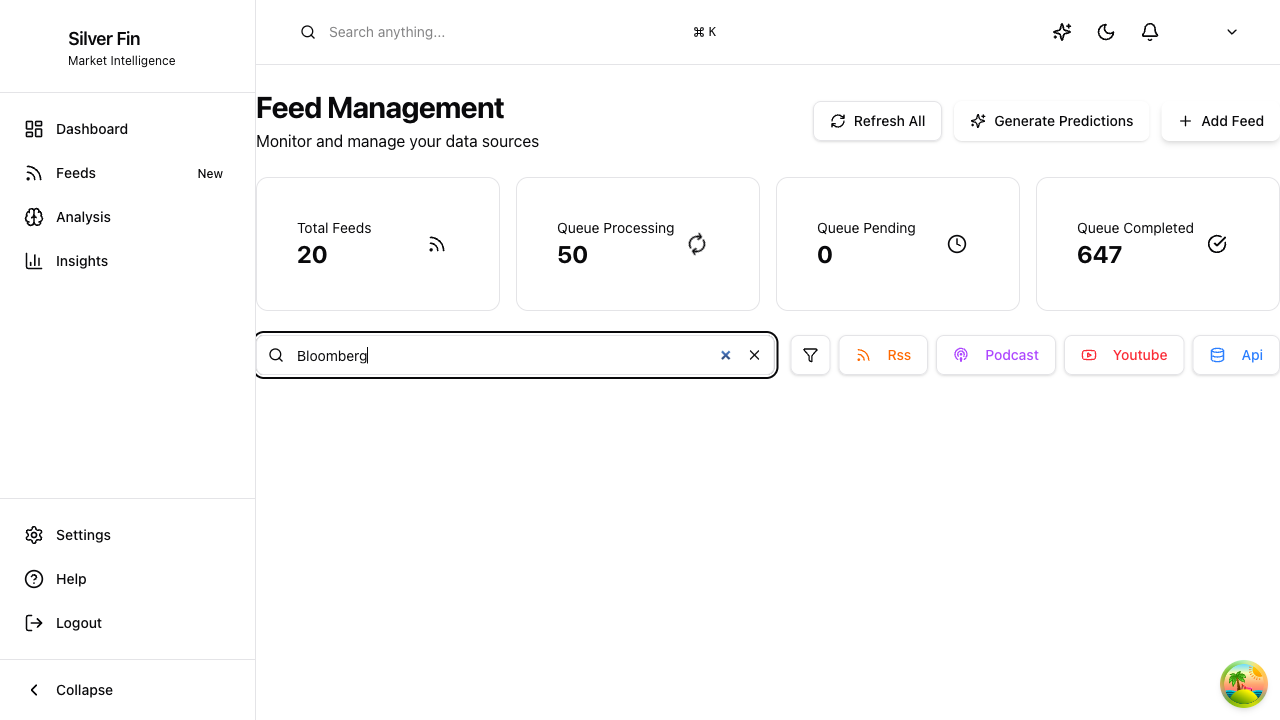 Silver Fin
Market Intelligence
Dashboard
Feeds New
Analysis
Insights
Settings
Help
Logout
Collapse
Search anything... ⌘ K
Feed Management
Monitor and manage your data sources
Refresh All
Generate Predictions
Add Feed
Total Feeds
20
Queue Processing
50
Queue Pending
0
Queue Completed
647
Bloomberg
Rss
Podcast
Youtube
Api